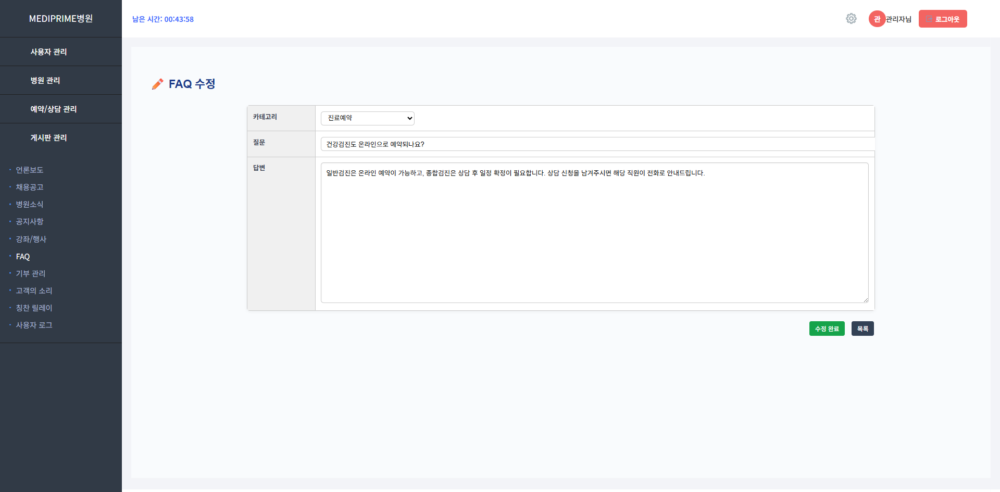 MEDIPRIME병원
남은 시간: 00:43:58
관 관리자님
로그아웃
사용자 관리
병원 관리
예약/상담 관리
게시판 관리
· 언론보도
· 채용공고
· 병원소식
· 공지사항
· 강좌/행사
· FAQ
· 기부 관리
· 고객의 소리
· 칭찬 릴레이
· 사용자 로그
FAQ 수정
카테고리
진료예약
질문
건강검진도 온라인으로 예약되나요?
답변
일반검진은 온라인 예약이 가능하고, 종합검진은 상담 후 일정 확정이 필요합니다. 상담 신청을 남겨주시면 해당 직원이 전화로 안내드립니다.
수정 완료
목록